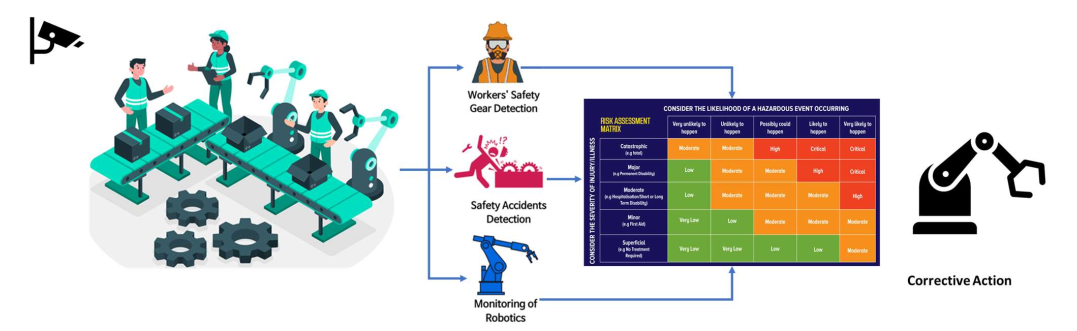 Workers' Safety
Gear Detection
Safety Accidents
Detection
Monitoring of
Robotics
CONSIDER THE LIKELIHOOD OF A HAZARDOUS EVENT OCCURRING
RISK ASSESSMENT
MATRIX
Very unlikely to
happen
Unlikely to
happen
Possibly could
happen
Likely to
happen
Very likely to
happen
CONSIDER THE SEVERITY OF INJURY/ILLNESS
Catastrophic
(e.g fatal)
Moderate
Moderate
High
Critical
Critical
Major
(e.g Permanent Disability)
Low
Moderate
Moderate
High
Critical
Moderate
(e.g Hospitalisation/Short or Long
Term Disability)
Low
Moderate
Moderate
Moderate
High
Minor
(e.g First Aid)
Very Low
Low
Moderate
Moderate
Moderate
Superficial
(e.g No Treatment
Required)
Very Low
Very Low
Low
Low
Moderate
Corrective Action